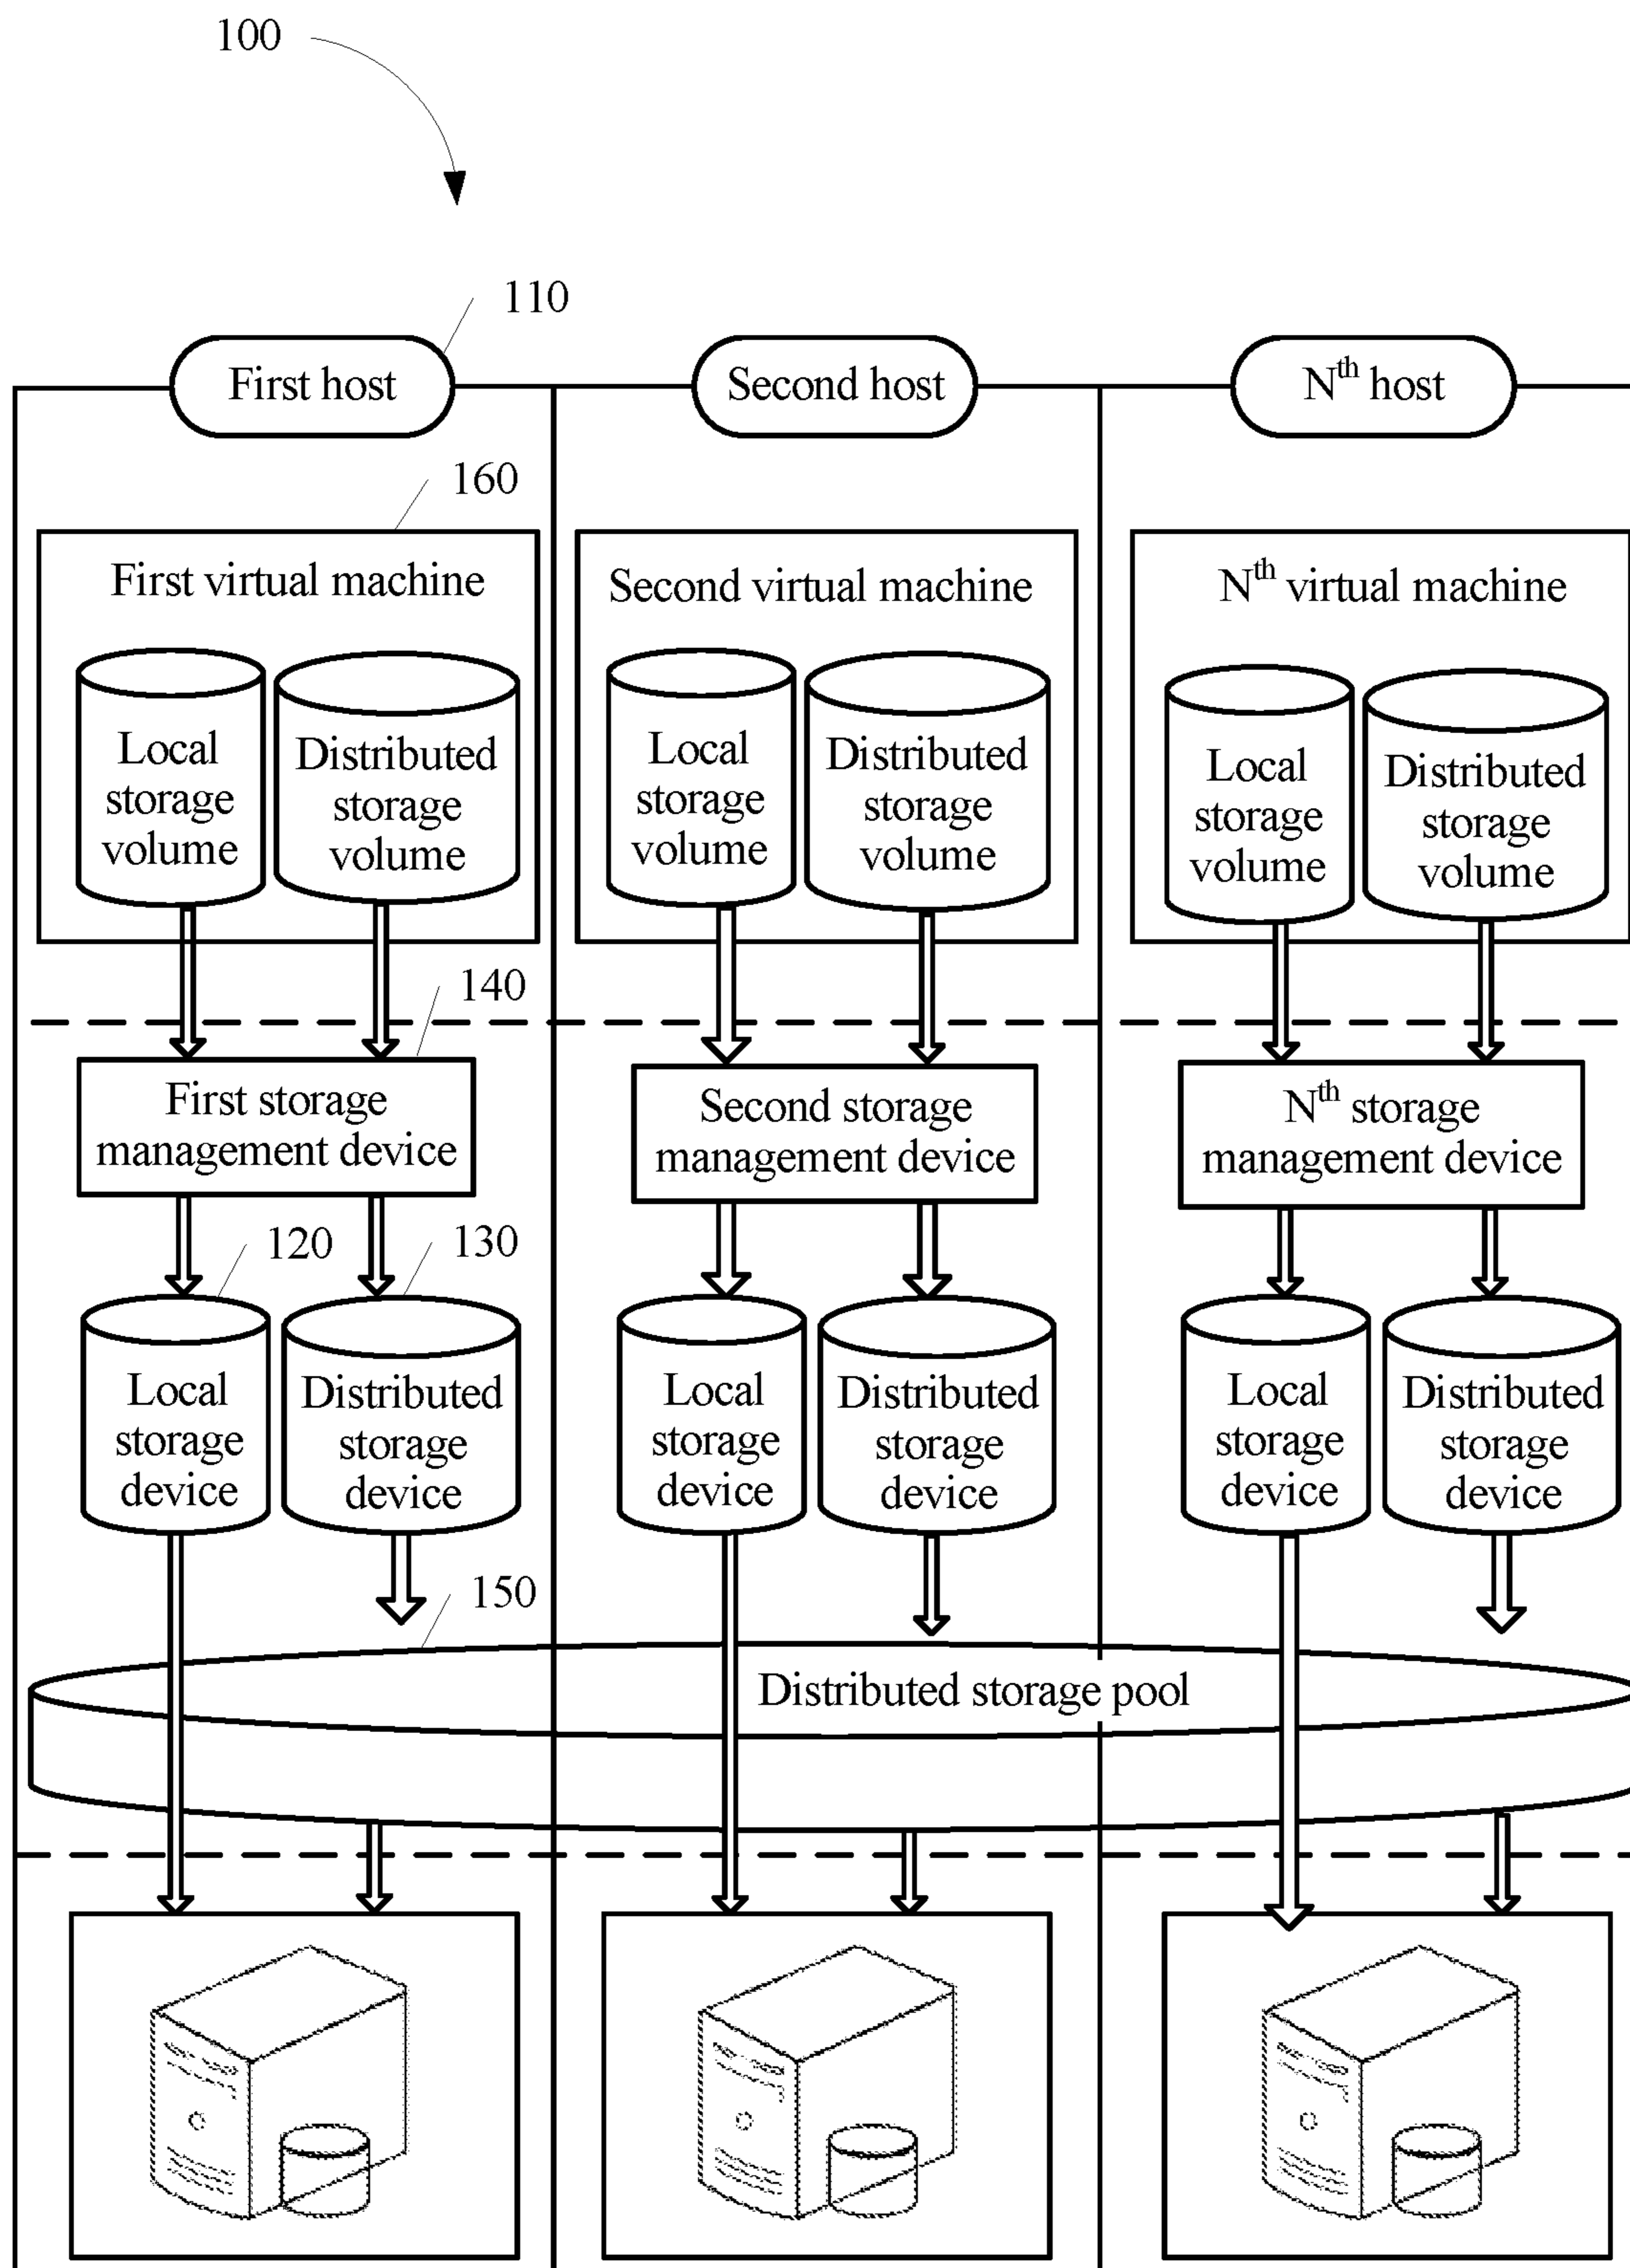 100
110
First host
Second host
Nth host
160
First virtual machine
Second virtual machine
Nth virtual machine
Local
storage
volume
Distributed
storage
volume
Local
storage
volume
Distributed
storage
volume
Local
storage
volume
Distributed
storage
volume
140
First storage
management device
Second storage
management device
Nth storage
management device
120
130
Local
storage
device
Distributed
storage
device
Local
storage
device
Distributed
storage
device
Local
storage
device
Distributed
storage
device
150
Distributed storage pool